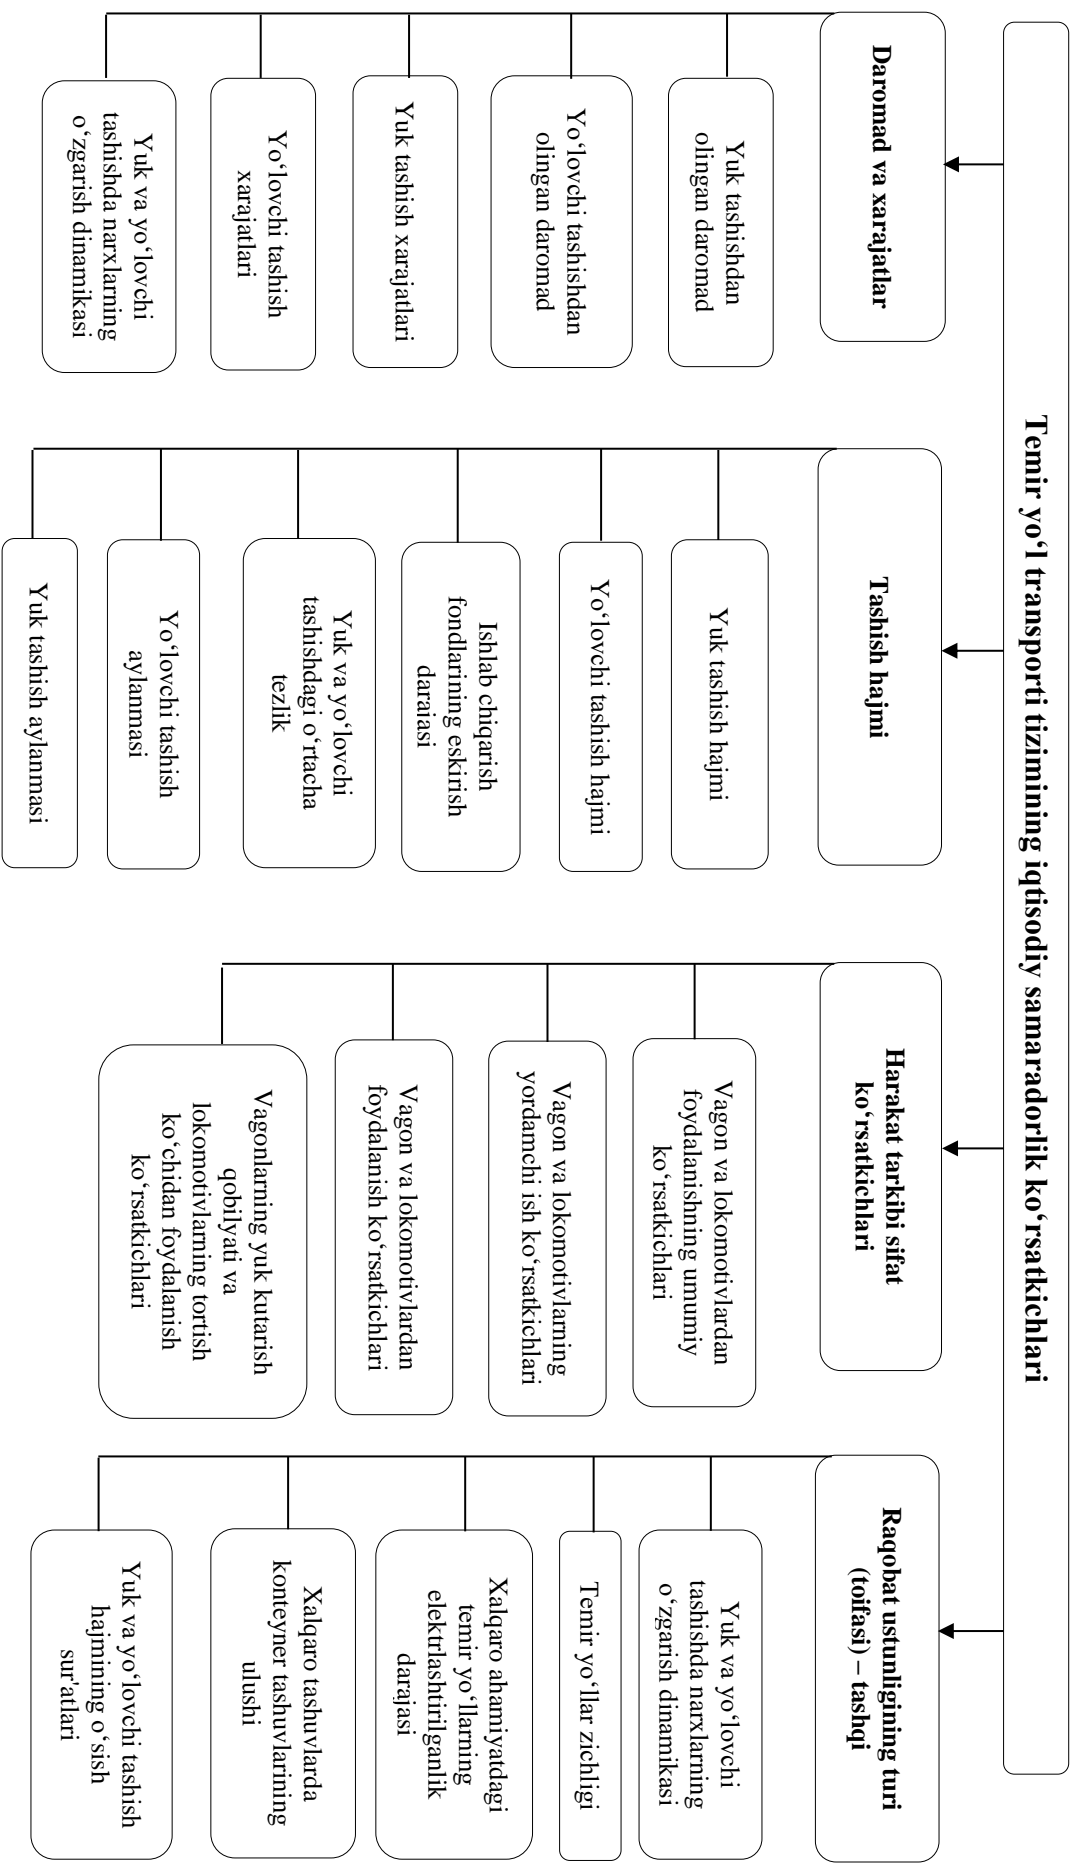 Temir yo‘l transporti tizimining iqtisodiy samaradorlik ko‘rsatkichlari
Daromad va xarajatlar
Yuk tashishdan
olingan daromad
Yo‘lovchi tashishdan
olingan daromad
Yuk tashish xarajatlari
Yo‘lovchi tashish
xarajatlari
Yuk va yo‘lovchi
tashishda narxlarning
o‘zgarish dinamikasi
Tashish hajmi
Yuk tashish hajmi
Yo‘lovchi tashish hajmi
Ishlab chiqarish
fondlarining eskirish
daraiasi
Yuk va yo‘lovchi
tashishdagi o‘rtacha
tezlik
Yo‘lovchi tashish
aylanmasi
Yuk tashish aylanmasi
Harakat tarkibi sifat
ko‘rsatkichlari
Vagon va lokomotivlardan
foydalanishning umumiy
ko‘rsatkichlari
Vagon va lokomotivlarning
yordamchi ish ko‘rsatkichlari
Vagon va lokomotivlardan
foydalanish ko‘rsatkichlari
Vagonlarning yuk kutarish
qobilyati va
lokomotivlarning tortish
ko‘chidan foydalanish
ko‘rsatkichlari
Raqobat ustunligining turi
(toifasi) – tashqi
Yuk va yo‘lovchi
tashishda narxlarning
o‘zgarish dinamikasi
Temir yo‘llar zichligi
Xalqaro ahamiyatdagi
temir yo‘llarning
elektrlashtirilganlik
darajasi
Xalqaro tashuvlarda
konteyner tashuvlarining
ulushi
Yuk va yo‘lovchi tashish
hajmining o‘sish
sur'atlari